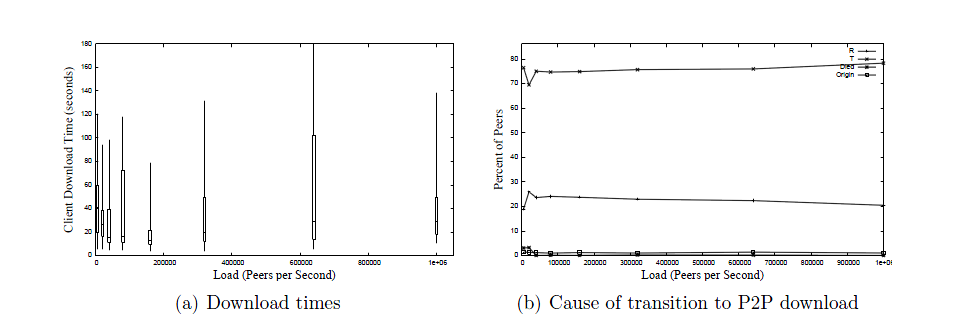 180
160
140
120
100
80
60
40
20
0
Client Download Time (seconds)
0 200000 400000 600000 800000 1e+06
Load (Peers per Second)
(a) Download times
80
70
60
50
40
30
20
10
0
Percent of Peers
R
T
Died
Origin
0 100000 200000 300000 400000 500000 600000 700000 800000 900000 1e+06
Load (Peers per Second)
(b) Cause of transition to P2P download